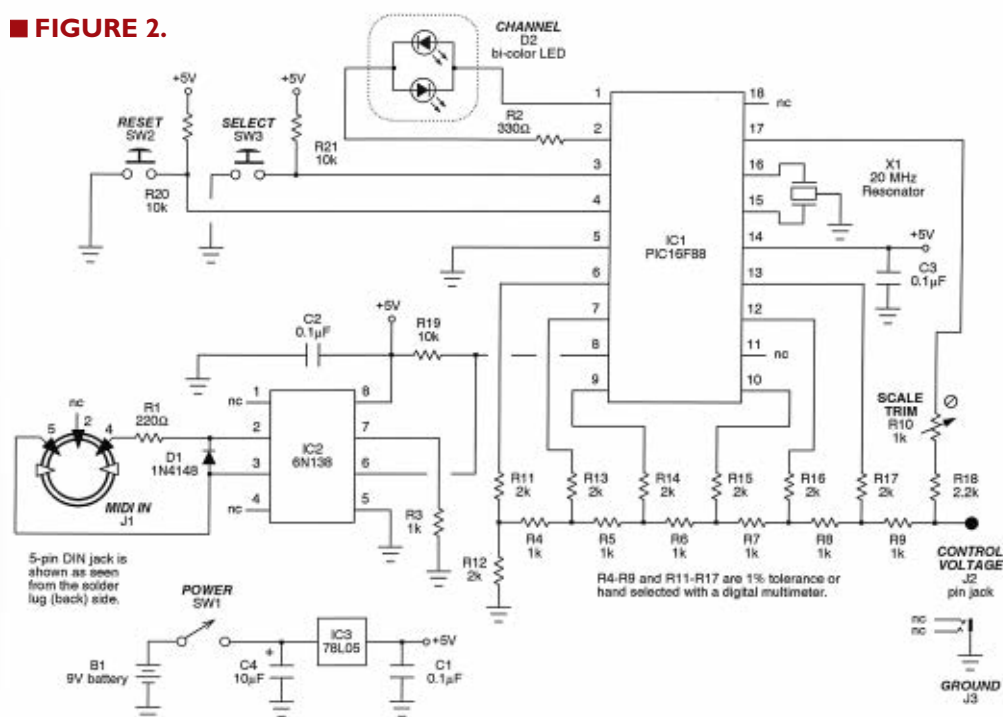 ■ FIGURE 2.
CHANNEL
D2
bi-color LED
+5V
+5V
RESET
SW2
SELECT
SW3
R21
10k
R20
10k
R2
330Ω
1
2
3
4
5
6
7
8
9
18
nc
17
16
15
14
13
12
11
nc
10
IC1
PIC16F88
X1
20 MHz
Resonator
+5V
C3
0.1µF
+5V
C2
0.1µF
R19
10k
SCALE
TRIM
R10
1k
nc
5
2
4
R1
220Ω
D1
1N4148
MIDI IN
J1
nc
1
2
3
nc
4
8
7
6
5
IC2
6N138
R3
1k
R11
2k
R13
2k
R14
2k
R15
2k
R16
2k
R17
2k
R18
2.2k
R12
2k
R4
1k
R5
1k
R6
1k
R7
1k
R8
1k
R9
1k
CONTROL
VOLTAGE
J2
pin jack
5-pin DIN jack is
shown as seen
from the solder
lug (back) side.
R4-R9 and R11-R17 are 1% tolerance or
hand selected with a digital multimeter.
POWER
SW1
B1
9V battery
+
C4
10µF
IC3
78L05
+5V
C1
0.1µF
nc
nc
GROUND
J3